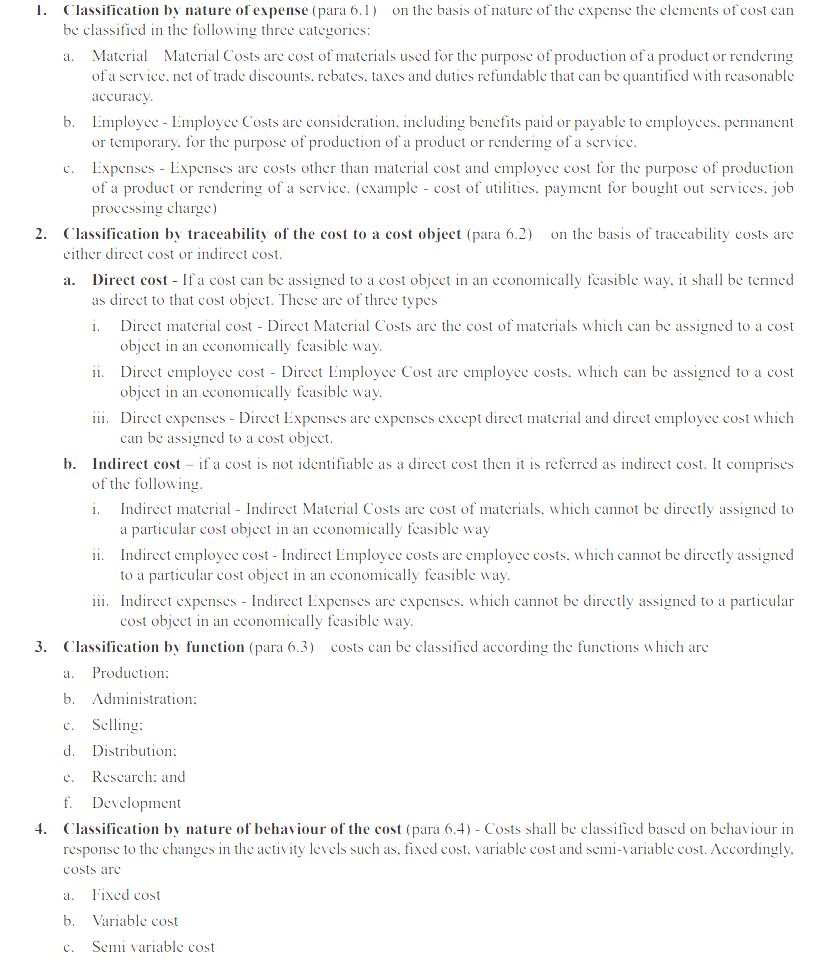 1. Classification by nature of expense (para 6.1) on the basis of nature of the expense the elements of cost can
be classified in the following three categories:
a. Material Material Costs are cost of materials used for the purpose of production of a product or rendering
of a service, net of trade discounts, rebates, taxes and duties refundable that can be quantified with reasonable
accuracy.
b. Employee - Employee Costs are consideration, including benefits paid or payable to employees, permanent
or temporary, for the purpose of production of a product or rendering of a service.
c. Expenses - Expenses are costs other than material cost and employee cost for the purpose of production
of a product or rendering of a service. (example - cost of utilities, payment for bought out services, job
processing charge)
2. Classification by traceability of the cost to a cost object (para 6.2) on the basis of traceability costs are
either direct cost or indirect cost.
a. Direct cost - If a cost can be assigned to a cost object in an economically feasible way, it shall be termed
as direct to that cost object. These are of three types
i. Direct material cost - Direct Material Costs are the cost of materials which can be assigned to a cost
object in an economically feasible way.
ii. Direct employee cost - Direct Employee Cost are employee costs, which can be assigned to a cost
object in an economically feasible way.
iii. Direct expenses - Direct Expenses are expenses except direct material and direct employee cost which
can be assigned to a cost object.
b. Indirect cost – if a cost is not identifiable as a direct cost then it is referred as indirect cost. It comprises
of the following.
i. Indirect material - Indirect Material Costs are cost of materials, which cannot be directly assigned to
a particular cost object in an economically feasible way
ii. Indirect employee cost - Indirect Employee costs are employee costs, which cannot be directly assigned
to a particular cost object in an economically feasible way.
iii. Indirect expenses - Indirect Expenses are expenses, which cannot be directly assigned to a particular
cost object in an economically feasible way.
3. Classification by function (para 6.3) costs can be classified according the functions which are
a. Production;
b. Administration;
c. Selling;
d. Distribution;
e. Research; and
f. Development
4. Classification by nature of behaviour of the cost (para 6.4) - Costs shall be classified based on behaviour in
response to the changes in the activity levels such as, fixed cost, variable cost and semi-variable cost. Accordingly,
costs are
a. Fixed cost
b. Variable cost
c. Semi variable cost